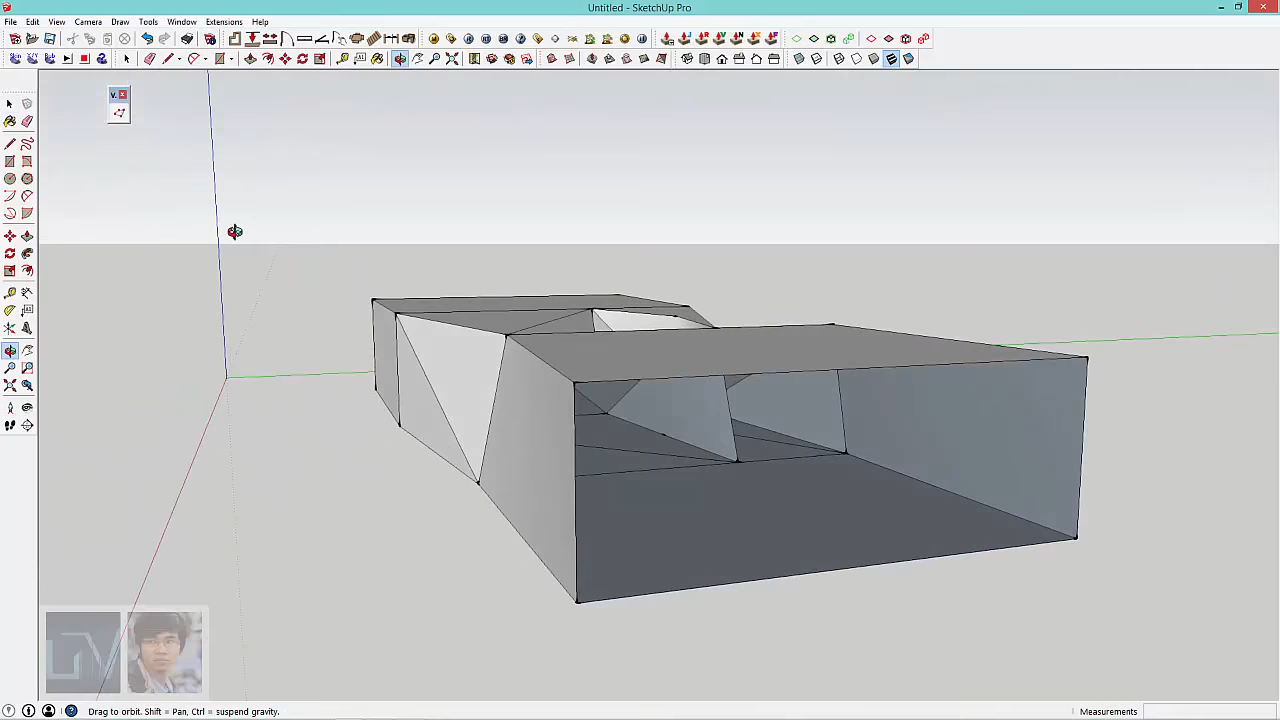 Untitled - SketchUp Pro
File Edit View Camera Draw Tools Window Extensions Help
V.
Drag to orbit. Shift = Pan, Ctrl = suspend gravity.
Measurements